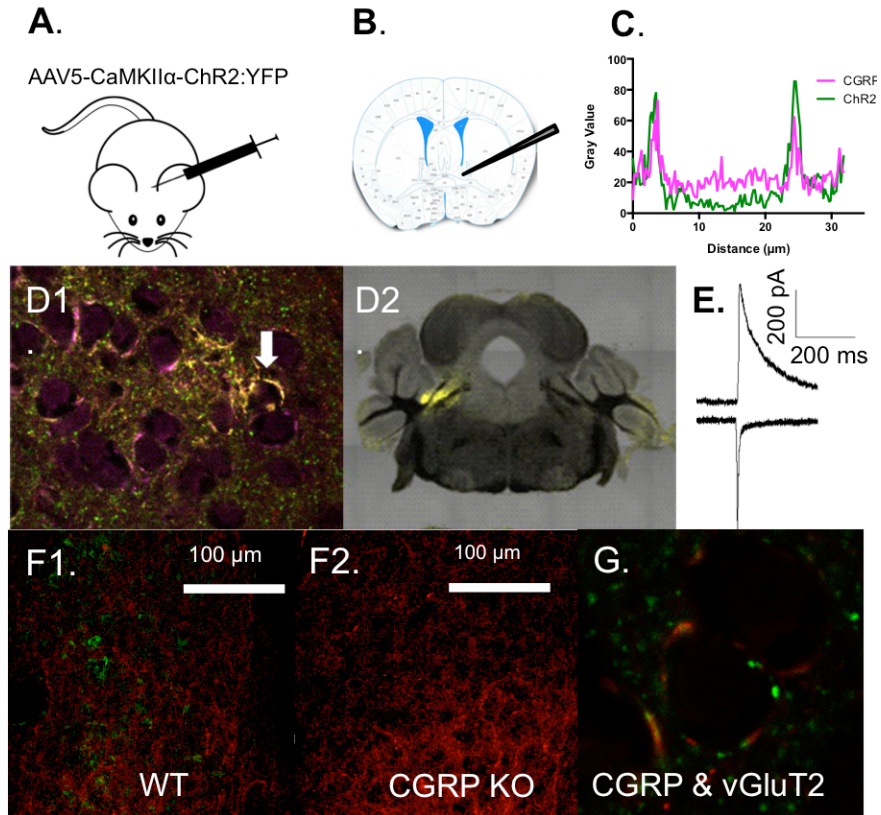 A.
B.
C.
AAV5-CaMKIIα-ChR2:YFP
100
80
60
40
20
0
Gray Value
0 10 20 30
Distance (µm)
CGRP
ChR2
D1
.
D2
.
E.
200 pA
200 ms
F1.
100 µm
WT
F2.
100 µm
CGRP KO
G.
CGRP & vGluT2